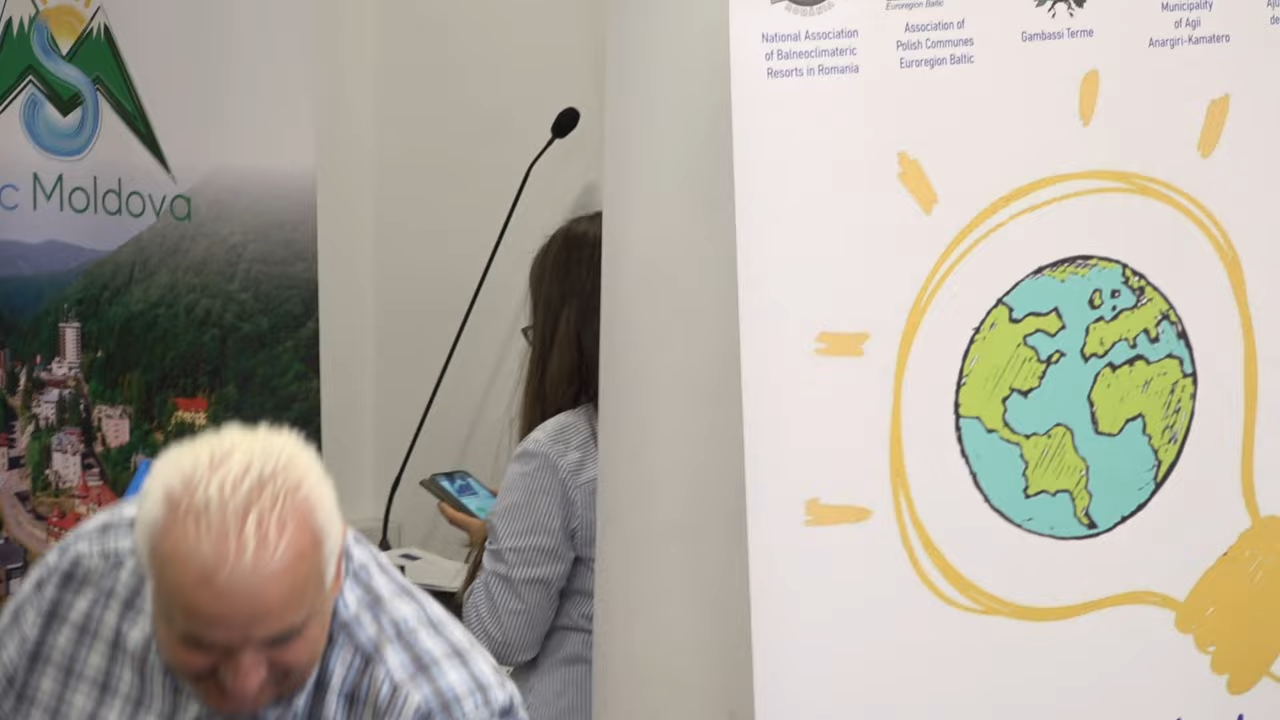 c Moldova
ROMÂNIA
National Association
of Balneoclimateric
Resorts in Romania
Euroregion Baltic
Association of
Polish Communes
Euroregion Baltic
Gambassi Terme
Municipality
of Agii
Anargiri-Kamatero